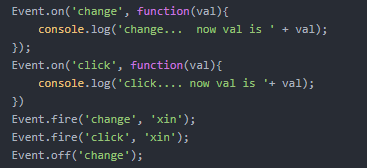 Event.on('change', function(val){
    console.log('change...  now val is ' + val);
});
Event.on('click', function(val){
    console.log('click.... now val is '+ val);
})
Event.fire('change', 'xin');
Event.fire('click', 'xin');
Event.off('change');